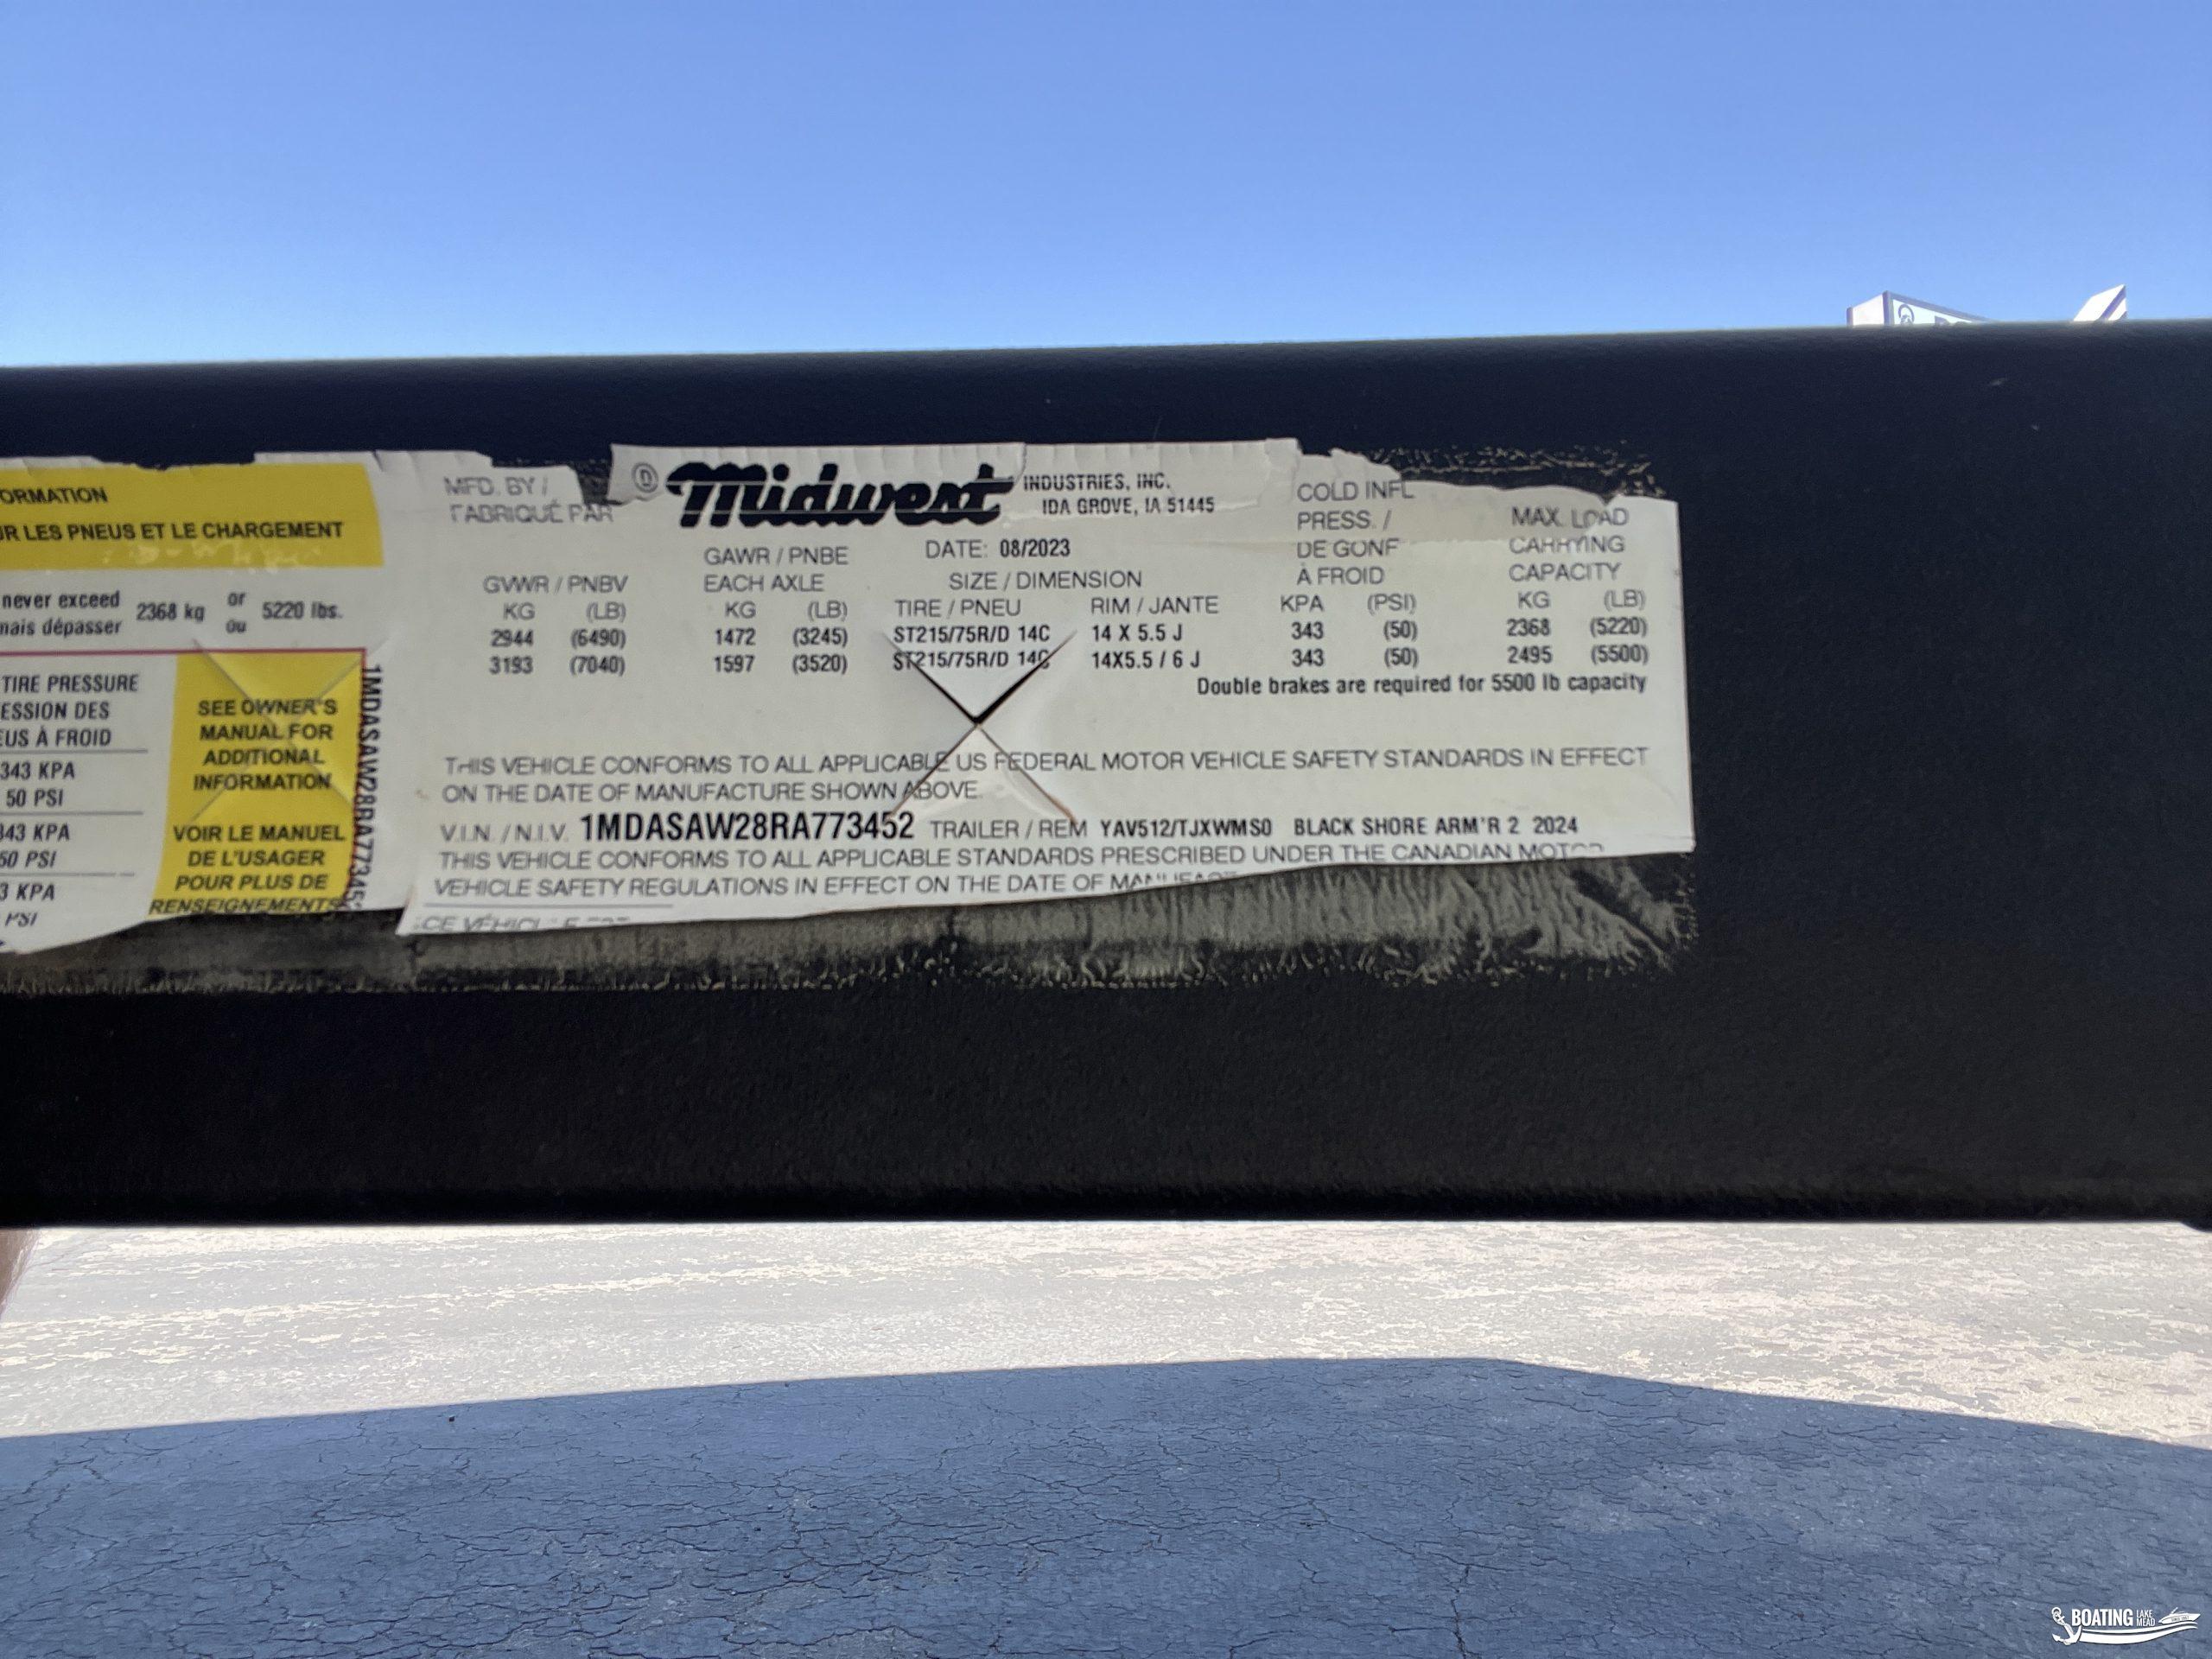 ORMATION
UR LES PNEUS ET LE CHARGEMENT
never exceed 2368 kg or 5220 lbs.
mais dépasser ou
TIRE PRESSURE
ESSION DES
EUS À FROID
343 KPA
50 PSI
343 KPA
50 PSI
3 KPA
PSI
SEE OWNER'S
MANUAL FOR
ADDITIONAL
INFORMATION
VOIR LE MANUEL
DE L'USAGER
POUR PLUS DE
RENSEIGNEMENTS
1MDASAW28RA77345
MFD. BY /
FABRIQUÉ PAR
D Midwest INDUSTRIES, INC.
IDA GROVE, IA 51445
DATE: 08/2023
GVWR / PNBV
KG (LB)
2944 (6490)
3193 (7040)
GAWR / PNBE
EACH AXLE
KG (LB)
1472 (3245)
1597 (3520)
SIZE / DIMENSION
TIRE / PNEU RIM / JANTE
ST215/75R/D 14C 14 X 5.5 J
ST215/75R/D 14C 14X5.5 / 6 J
COLD INFL
PRESS. /
DE GONF
À FROID
KPA (PSI)
343 (50)
343 (50)
MAX. LOAD
CARRYING
CAPACITY
KG (LB)
2368 (5220)
2495 (5500)
Double brakes are required for 5500 lb capacity
THIS VEHICLE CONFORMS TO ALL APPLICABLE US FEDERAL MOTOR VEHICLE SAFETY STANDARDS IN EFFECT
ON THE DATE OF MANUFACTURE SHOWN ABOVE.
V.I.N. / N.I.V. 1MDASAW28RA773452 TRAILER / REM YAV512/TJXWMS0 BLACK SHORE ARM'R 2 2024
THIS VEHICLE CONFORMS TO ALL APPLICABLE STANDARDS PRESCRIBED UNDER THE CANADIAN MOTOR
VEHICLE SAFETY REGULATIONS IN EFFECT ON THE DATE OF
CE VÉHICULE
BOATING LAKE MEAD